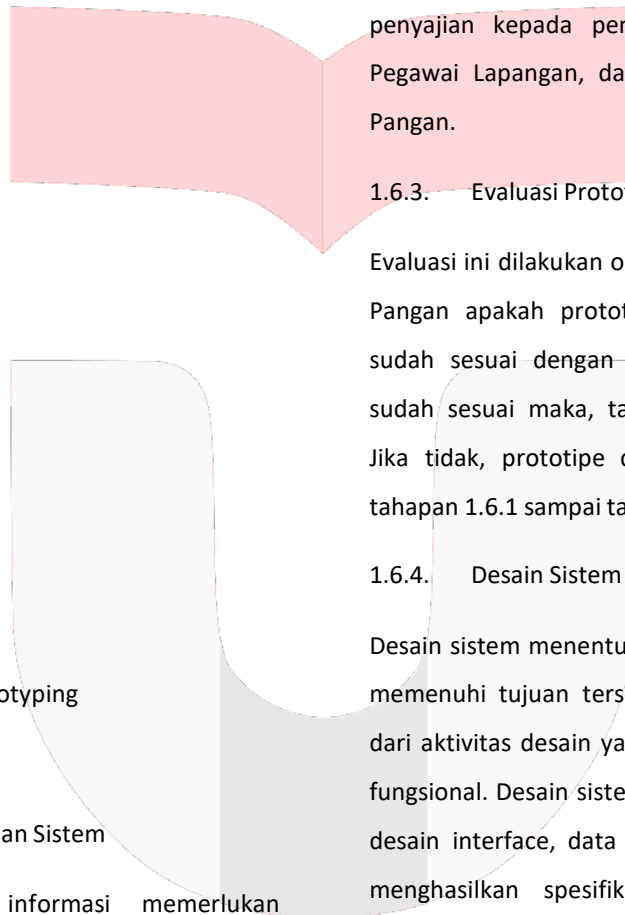 otyping
an Sistem
informasi memerlukan
penyajian kepada per
Pegawai Lapangan, da
Pangan.
1.6.3. Evaluasi Proto
Evaluasi ini dilakukan o
Pangan apakah protot
sudah sesuai dengan
sudah sesuai maka, ta
Jika tidak, prototipe d
tahapan 1.6.1 sampai ta
1.6.4. Desain Sistem
Desain sistem menentu
memenuhi tujuan ters
dari aktivitas desain ya
fungsional. Desain siste
desain interface, data
menghasilkan spesifik